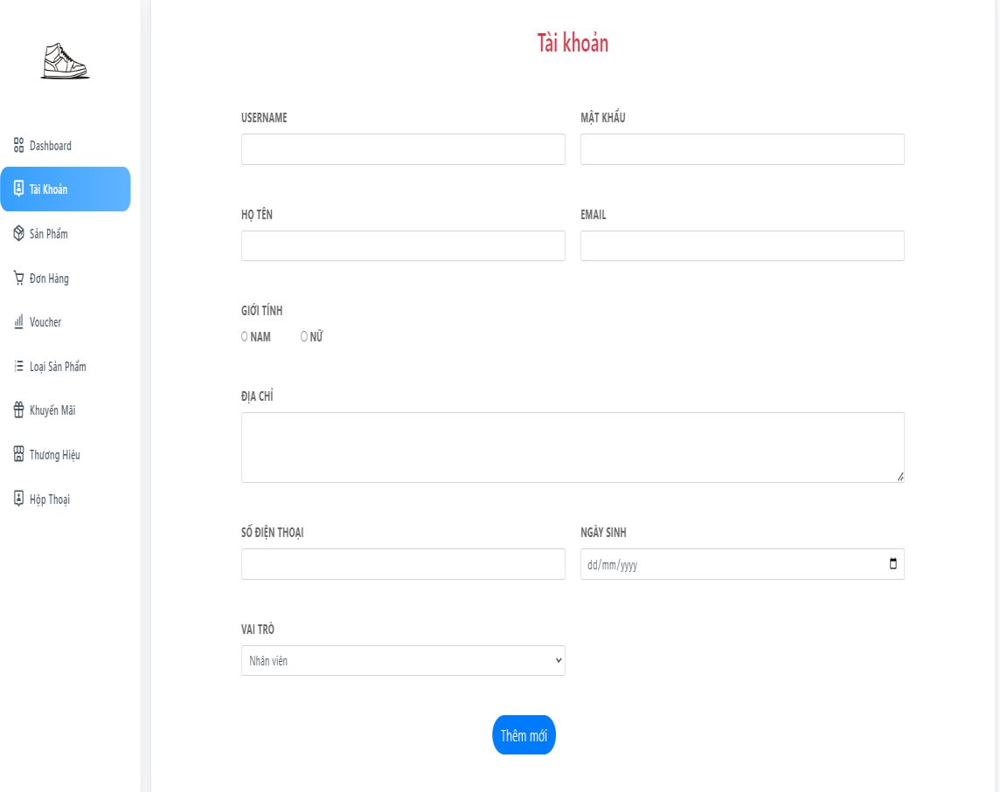 Dashboard
Tài Khoản
Sản Phẩm
Đơn Hàng
Voucher
Loại Sản Phẩm
Khuyến Mãi
Thương Hiệu
Hộp Thoại
Tài khoản
USERNAME
MẬT KHẨU
HỌ TÊN
EMAIL
GIỚI TÍNH
NAM
NỮ
ĐỊA CHỈ
SỐ ĐIỆN THOẠI
NGÀY SINH
dd/mm/yyyy
VAI TRÒ
Nhân viên
Thêm mới